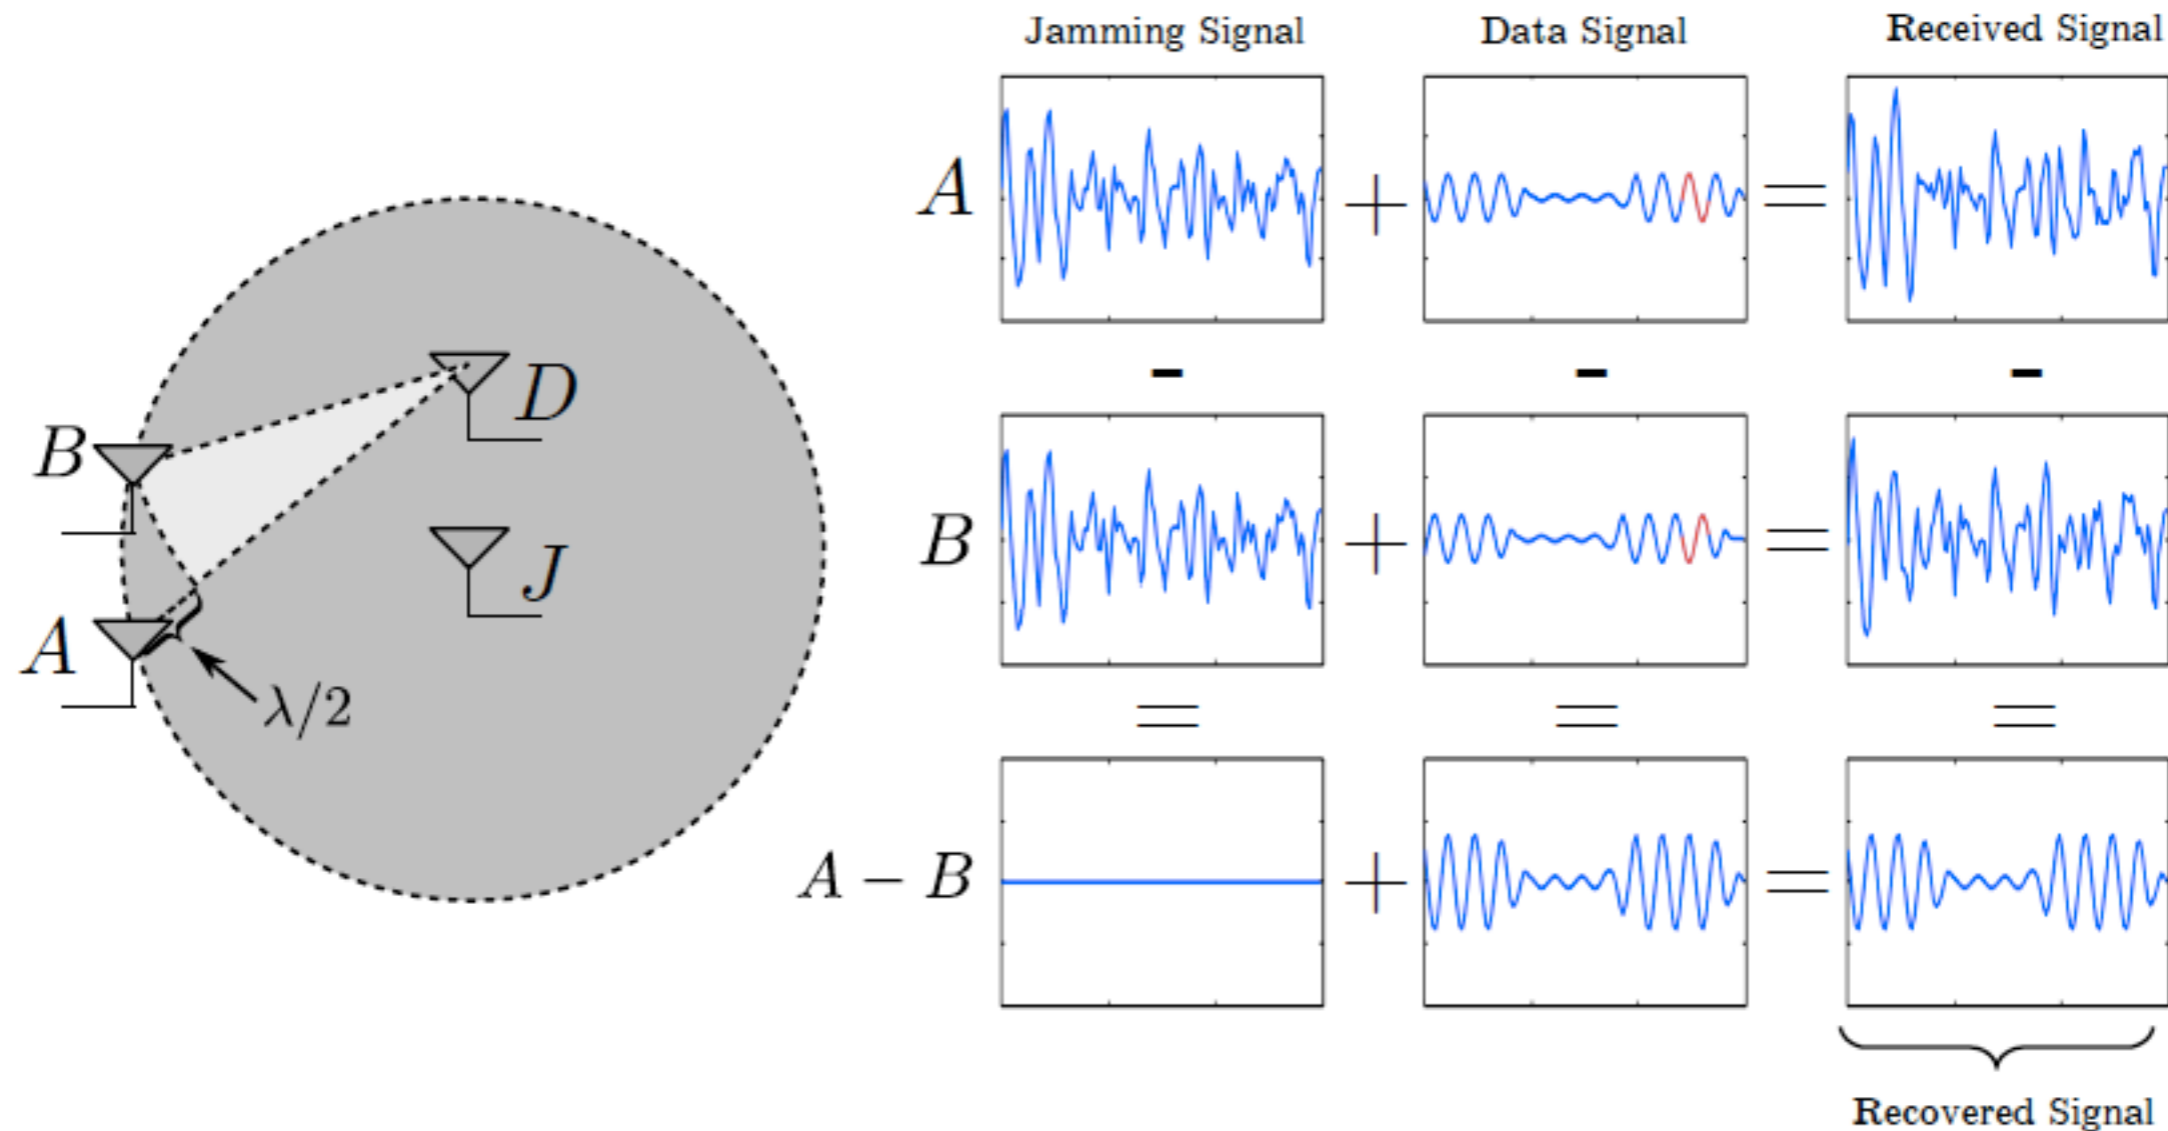 Jamming Signal Data Signal Received Signal
A + =
- - -
B + =
= = =
A − B + =
Recovered Signal
D
B
J
A
λ/2